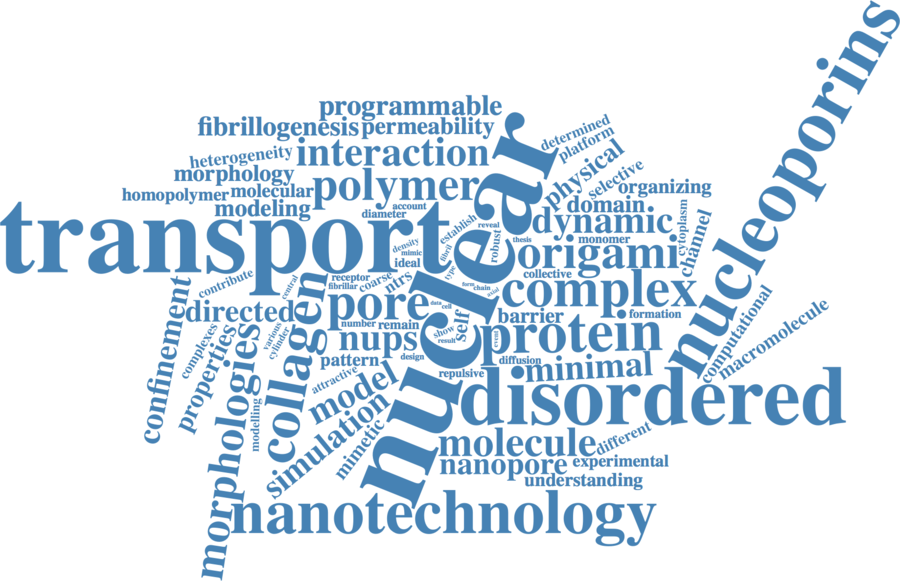 programmable
fibrillogenesis
permeability
heterogeneity
interaction
morphology
homopolymer
molecular
polymer
modeling
account
diameter
transport
nuclear
nucleoporins
determined
platform
physical
selective
organizing
domain
dynamic
cytoplasm
channel
establish
reveal
robust
thesis
monomer
origami
density
mimic
ideal
fibril
type
collective
form
chain
axial
complex
contribute
central
receptor
fibrillar
coarse
ntrs
directed
collagen
pore
data
cell
self
barrier
formation
confinement
complexes
properties
various
cylinder
number
remain
nups
show
result
event
protein
computational
macromolecule
pattern
design
diffusion
minimal
repulsive
attractive
model
disordered
morphologies
modelling
simulation
mimetic
molecule
different
nanopore
experimental
understanding
nanotechnology